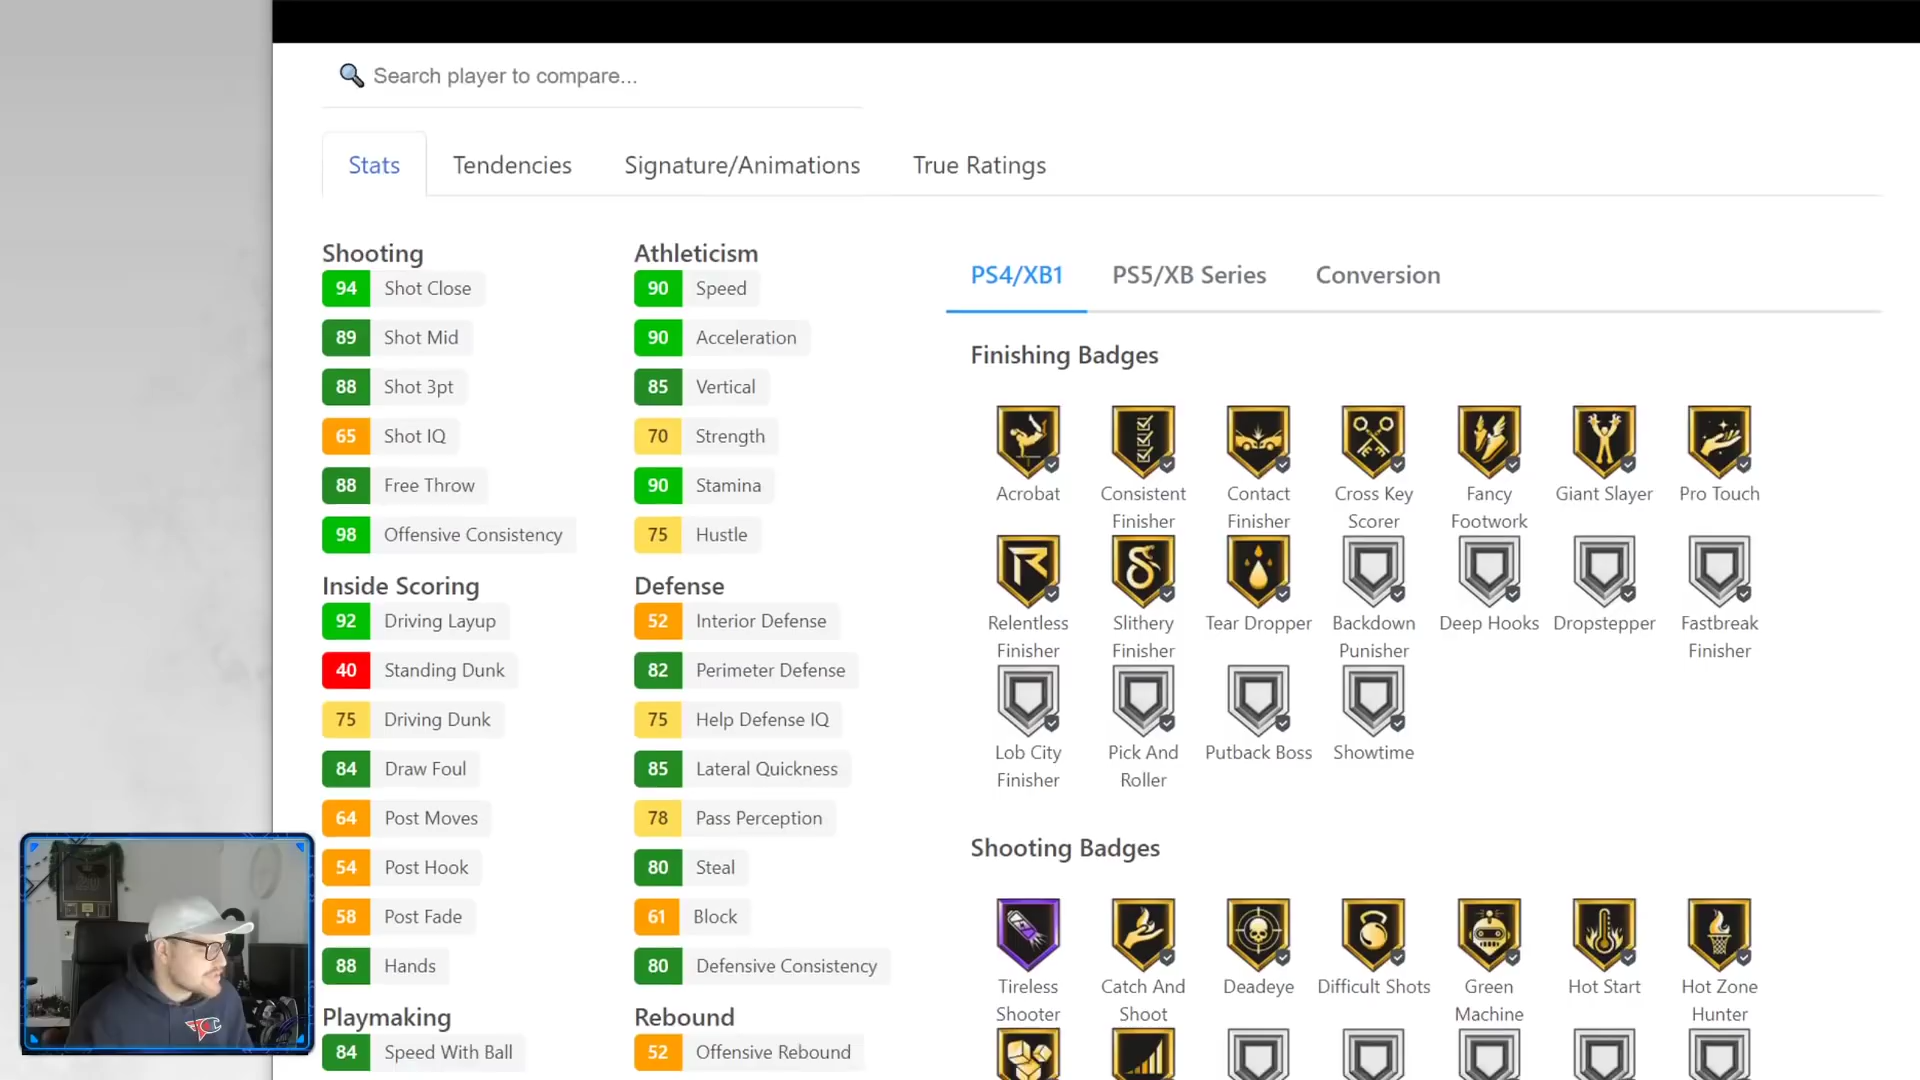 Search player to compare...
Stats Tendencies Signature/Animations True Ratings
Shooting
94 Shot Close
89 Shot Mid
88 Shot 3pt
65 Shot IQ
88 Free Throw
98 Offensive Consistency
Inside Scoring
92 Driving Layup
40 Standing Dunk
75 Driving Dunk
84 Draw Foul
64 Post Moves
54 Post Hook
58 Post Fade
88 Hands
Playmaking
84 Speed With Ball
Athleticism
90 Speed
90 Acceleration
85 Vertical
70 Strength
90 Stamina
75 Hustle
Defense
52 Interior Defense
82 Perimeter Defense
75 Help Defense IQ
85 Lateral Quickness
78 Pass Perception
80 Steal
61 Block
80 Defensive Consistency
Rebound
52 Offensive Rebound
PS4/XB1 PS5/XB Series Conversion
Finishing Badges
Acrobat
Consistent
Finisher
Contact
Finisher
Cross Key
Scorer
Fancy
Footwork
Giant Slayer
Pro Touch
Relentless
Finisher
Slithery
Finisher
Tear Dropper
Backdown
Punisher
Deep Hooks
Dropstepper
Fastbreak
Finisher
Lob City
Finisher
Pick And
Roller
Putback Boss
Showtime
Shooting Badges
Tireless
Shooter
Catch And
Shoot
Deadeye
Difficult Shots
Green
Machine
Hot Start
Hot Zone
Hunter